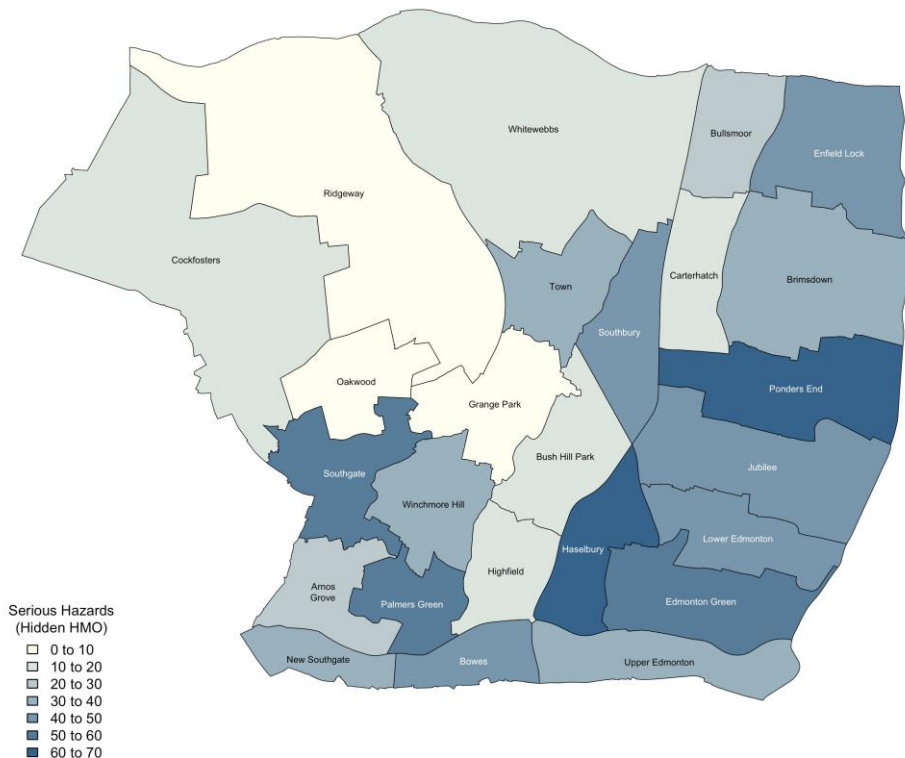 Whitewebbs
Bullsmoor
Enfield Lock
Ridgeway
Cockfosters
Town
Carterhatch
Brimsdown
Southbury
Oakwood
Grange Park
Ponders End
Bush Hill Park
Jubilee
Southgate
Winchmore Hill
Lower Edmonton
Haselbury
Highfield
Amos
Grove
Palmers Green
Edmonton Green
New Southgate
Bowes
Upper Edmonton
Serious Hazards
(Hidden HMO)
0 to 10
10 to 20
20 to 30
30 to 40
40 to 50
50 to 60
60 to 70